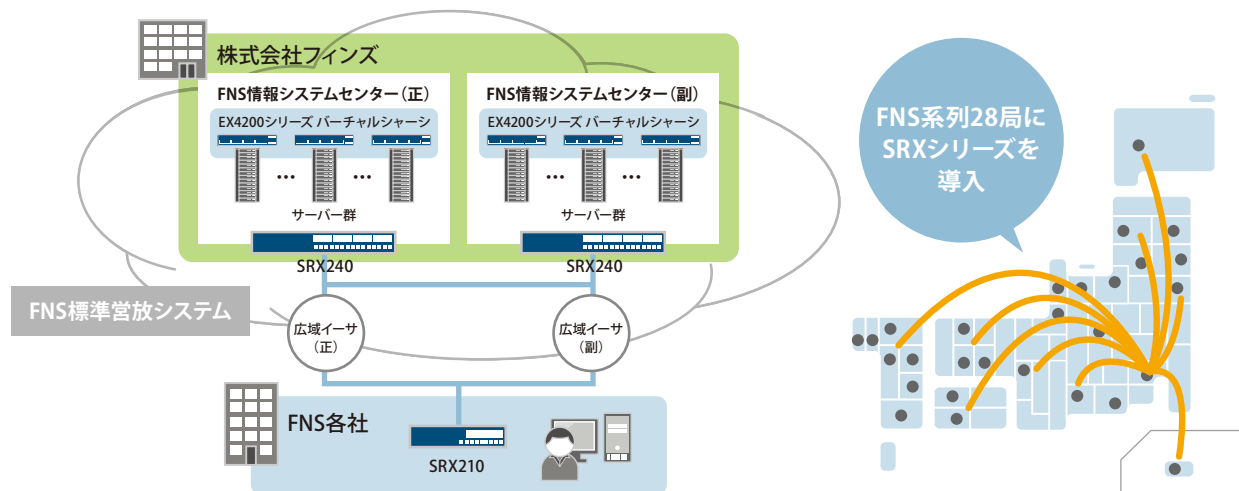 株式会社フィンズ
FNS情報システムセンター（正）
EX4200シリーズ バーチャルシャーシ
… …
サーバー群
SRX240
FNS情報システムセンター（副）
EX4200シリーズ バーチャルシャーシ
… …
サーバー群
SRX240
FNS標準営放システム
広域イーサ
（正）
広域イーサ
（副）
FNS各社
SRX210
FNS系列28局に
SRXシリーズを
導入